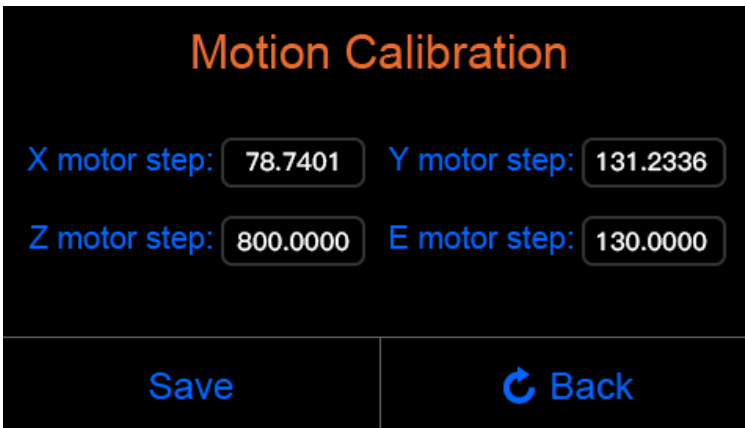 Motion Calibration
X motor step: 78.7401 Y motor step: 131.2336
Z motor step: 800.0000 E motor step: 130.0000
Save Back